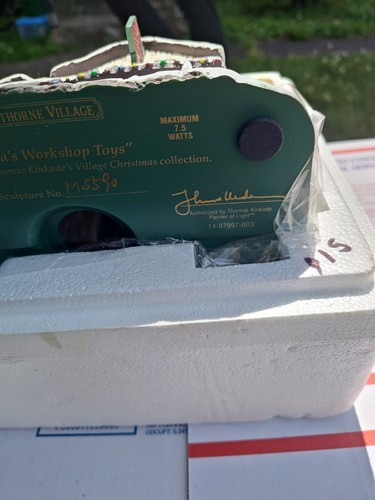 THORNE VILLAGE
MAXIMUM
7.5
WATTS
a's Workshop Toys"
homas Kinkade's Village Christmas collection.
Sculpture No. M5590
Authorized by Thomas Kinkade
Painter of Light™
14-07997-003